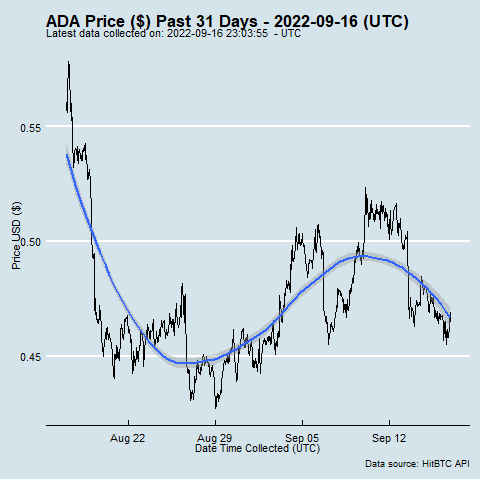 ADA Price ($) Past 31 Days - 2022-09-16 (UTC)
Latest data collected on: 2022-09-16 23:03:55 - UTC
Price USD ($)
0.55
0.50
0.45
Aug 22
Aug 29
Sep 05
Sep 12
Date Time Collected (UTC)
Data source: HitBTC API